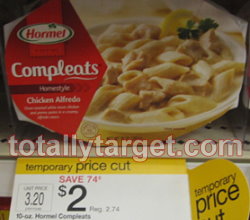 Hormel
Compleats
Homestyle
Chicken Alfredo
totallytarget.com
temporary price cut
SAVE 74¢
UNIT PRICE
3.20
$2
Reg. 2.74
10-oz. Hormel Compleats
temporary
price
cut